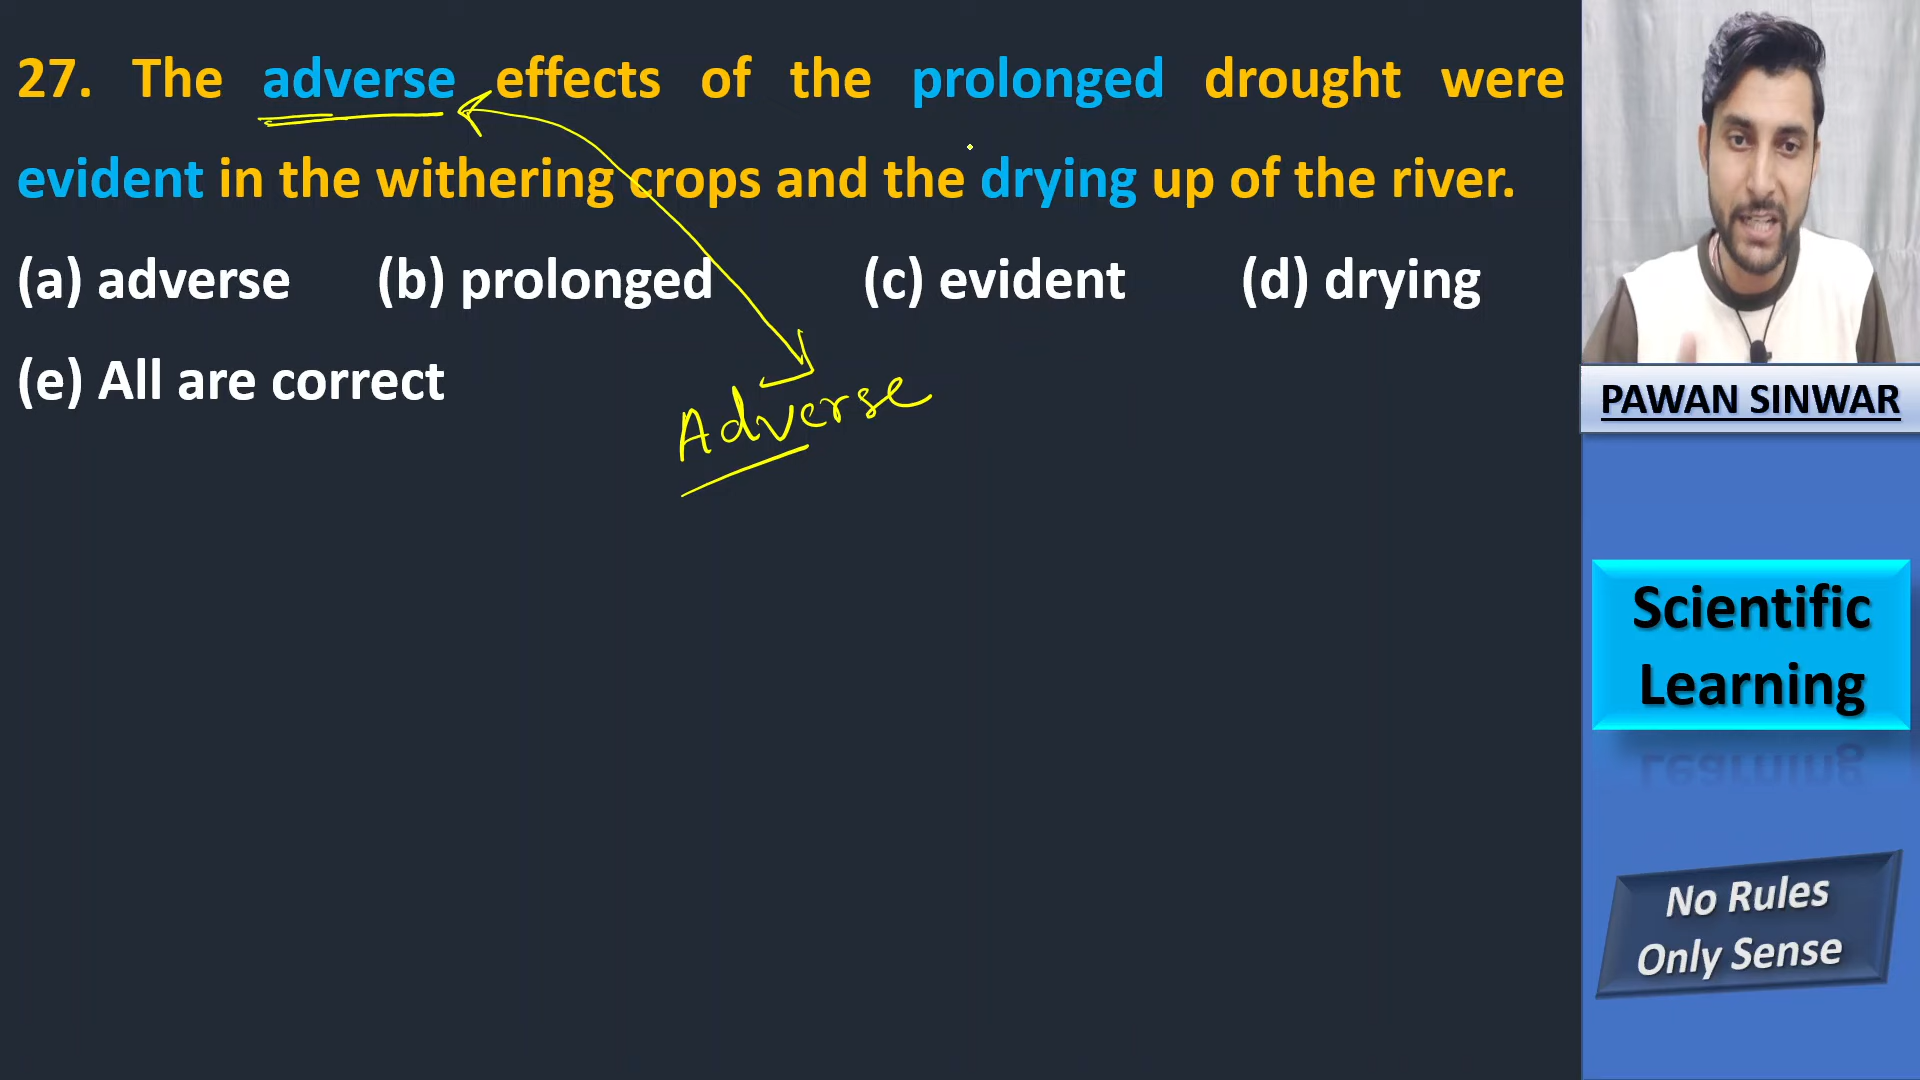 27. The adverse effects of the prolonged drought were
evident in the withering crops and the drying up of the river.
(a) adverse (b) prolonged (c) evident (d) drying
(e) All are correct
Adverse
PAWAN SINWAR
Scientific
Learning
No Rules
Only Sense